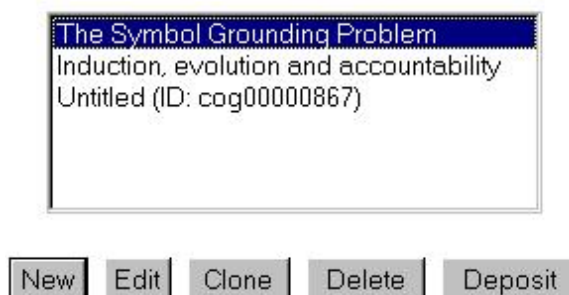 The Symbol Grounding Problem
Induction, evolution and accountability
Untitled (ID: cog00000867)
New Edit Clone Delete Deposit